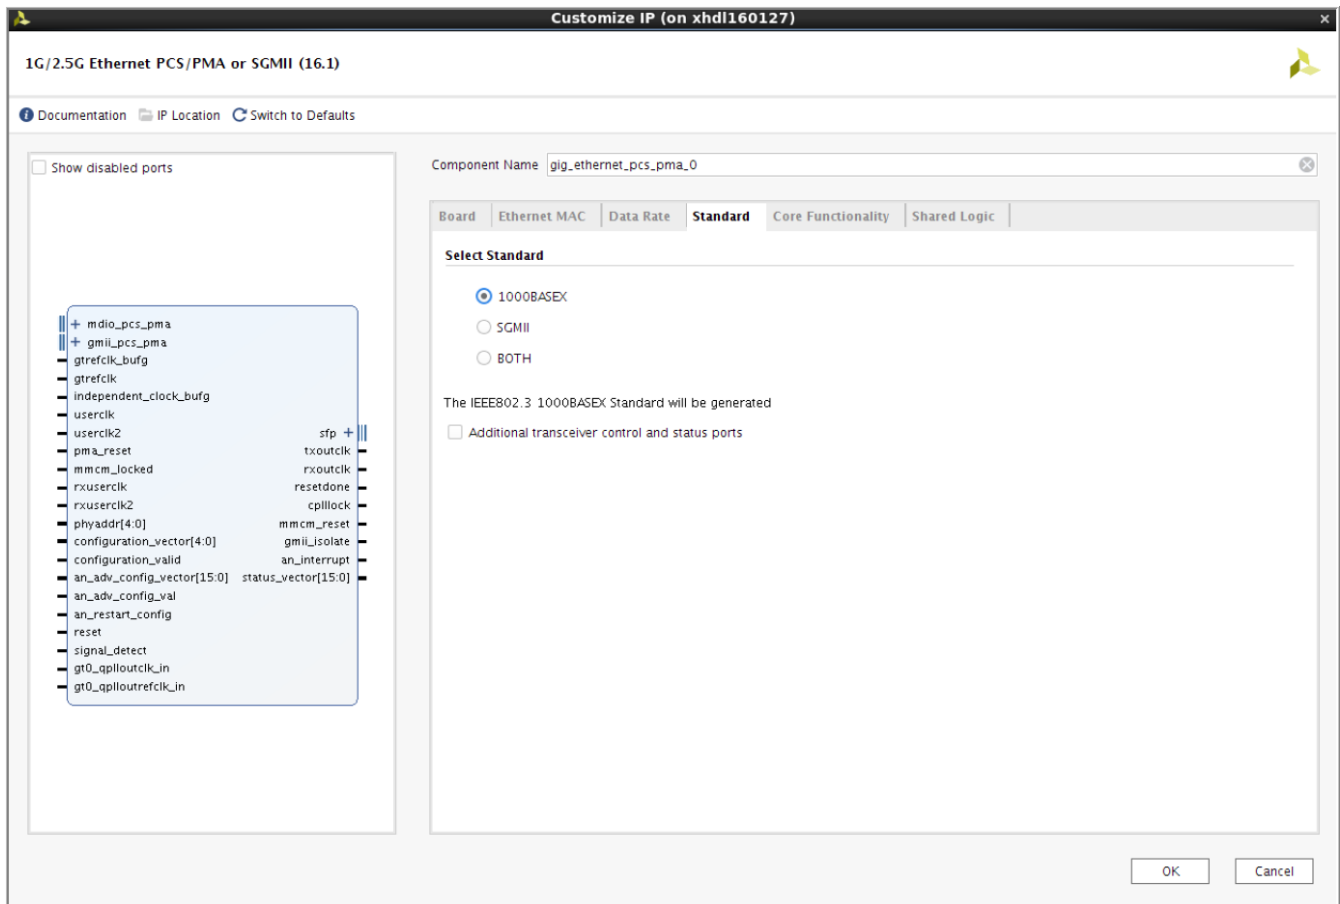 Customize IP (on xhdl160127)
1G/2.5G Ethernet PCS/PMA or SGMII (16.1)
Documentation IP Location Switch to Defaults
Show disabled ports
mdio_pcs_pma
gmii_pcs_pma
gtrefclk_bufg
gtrefclk
independent_clock_bufg
userclk
userclk2
pma_reset
mmcm_locked
rxuserclk
rxuserclk2
phyaddr[4:0]
configuration_vector[4:0]
configuration_valid
an_adv_config_vector[15:0]
an_adv_config_val
an_restart_config
reset
signal_detect
gt0_qplloutclk_in
gt0_qplloutrefclk_in
sfp
txoutclk
rxoutclk
resetdone
cplllock
mmcm_reset
gmii_isolate
an_interrupt
status_vector[15:0]
Component Name gig_ethernet_pcs_pma_0
Board Ethernet MAC Data Rate Standard Core Functionality Shared Logic
Select Standard
1000BASEX
SGMII
BOTH
The IEEE802.3 1000BASEX Standard will be generated
Additional transceiver control and status ports
OK Cancel